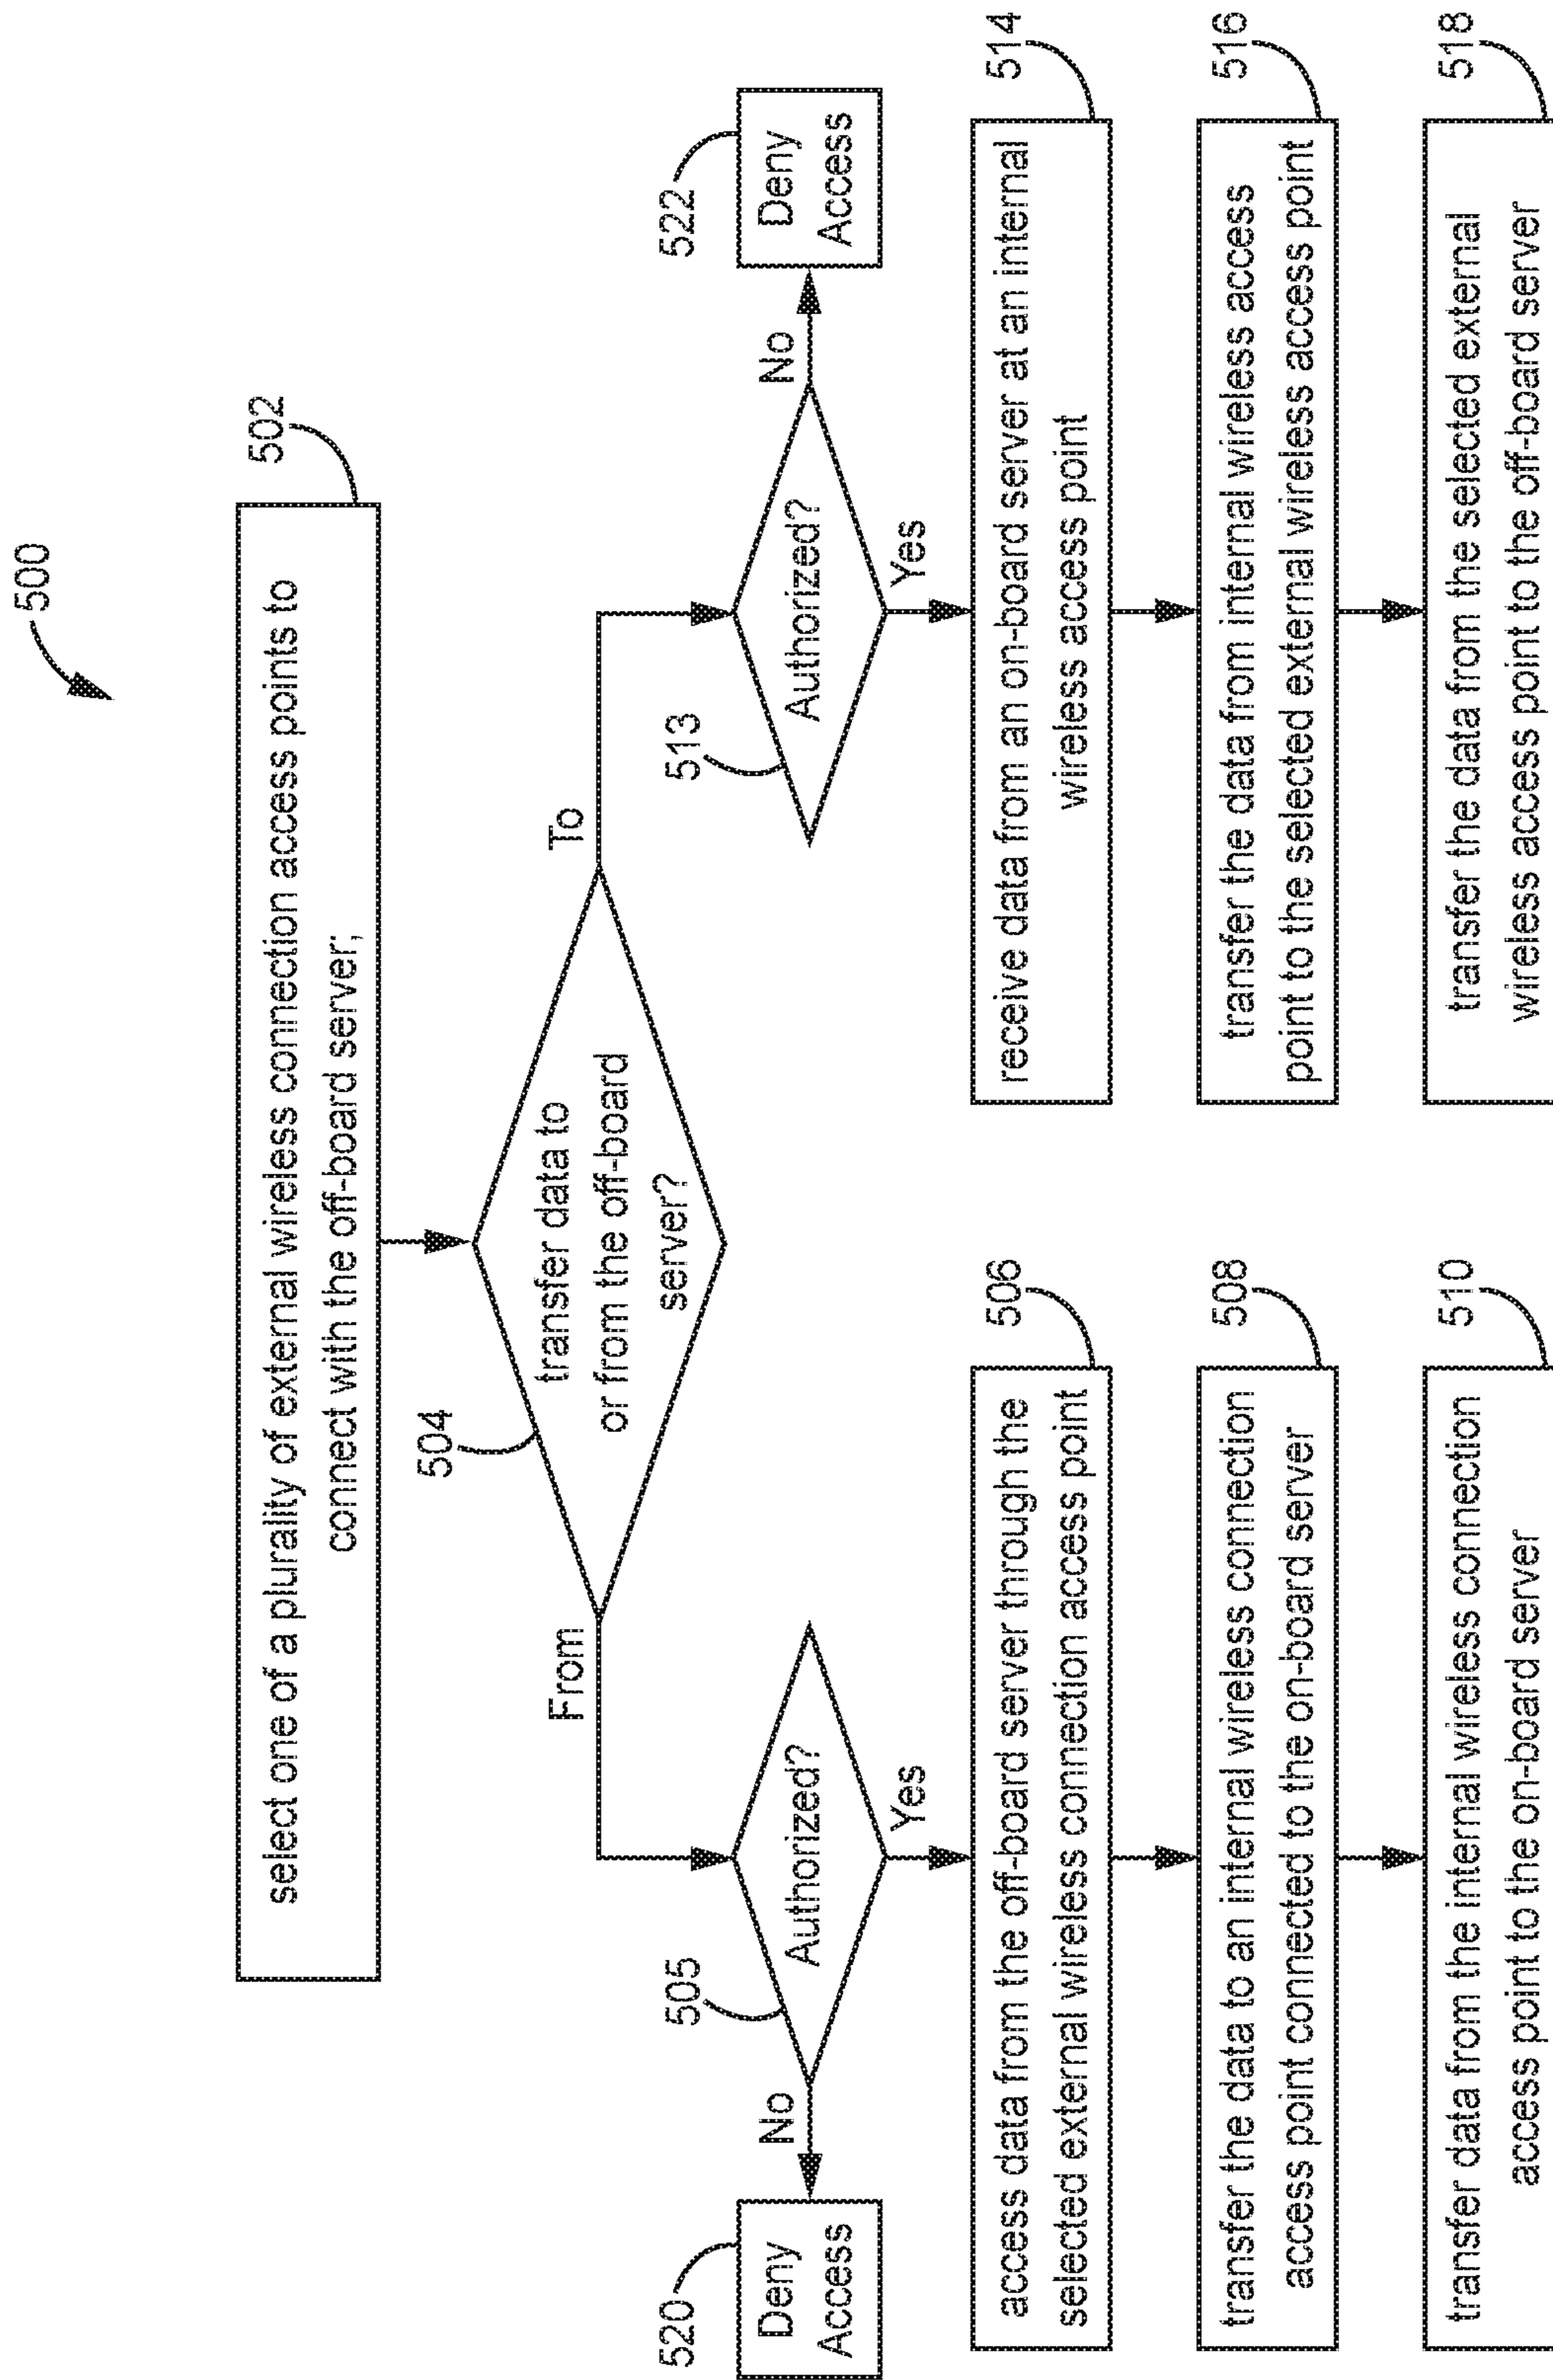 500
502
select one of a plurality of external wireless connection access points to
connect with the off-board server;
504
transfer data to
or from the off-board
server?
From
To
505
Authorized?
No
Yes
520
Deny
Access
513
Authorized?
No
Yes
522
Deny
Access
506
access data from the off-board server through the
selected external wireless connection access point
508
transfer the data to an internal wireless connection
access point connected to the on-board server
510
transfer data from the internal wireless connection
access point to the on-board server
514
receive data from an on-board server at an internal
wireless access point
516
transfer the data from internal wireless access
point to the selected external wireless access point
518
transfer the data from the selected external
wireless access point to the off-board server